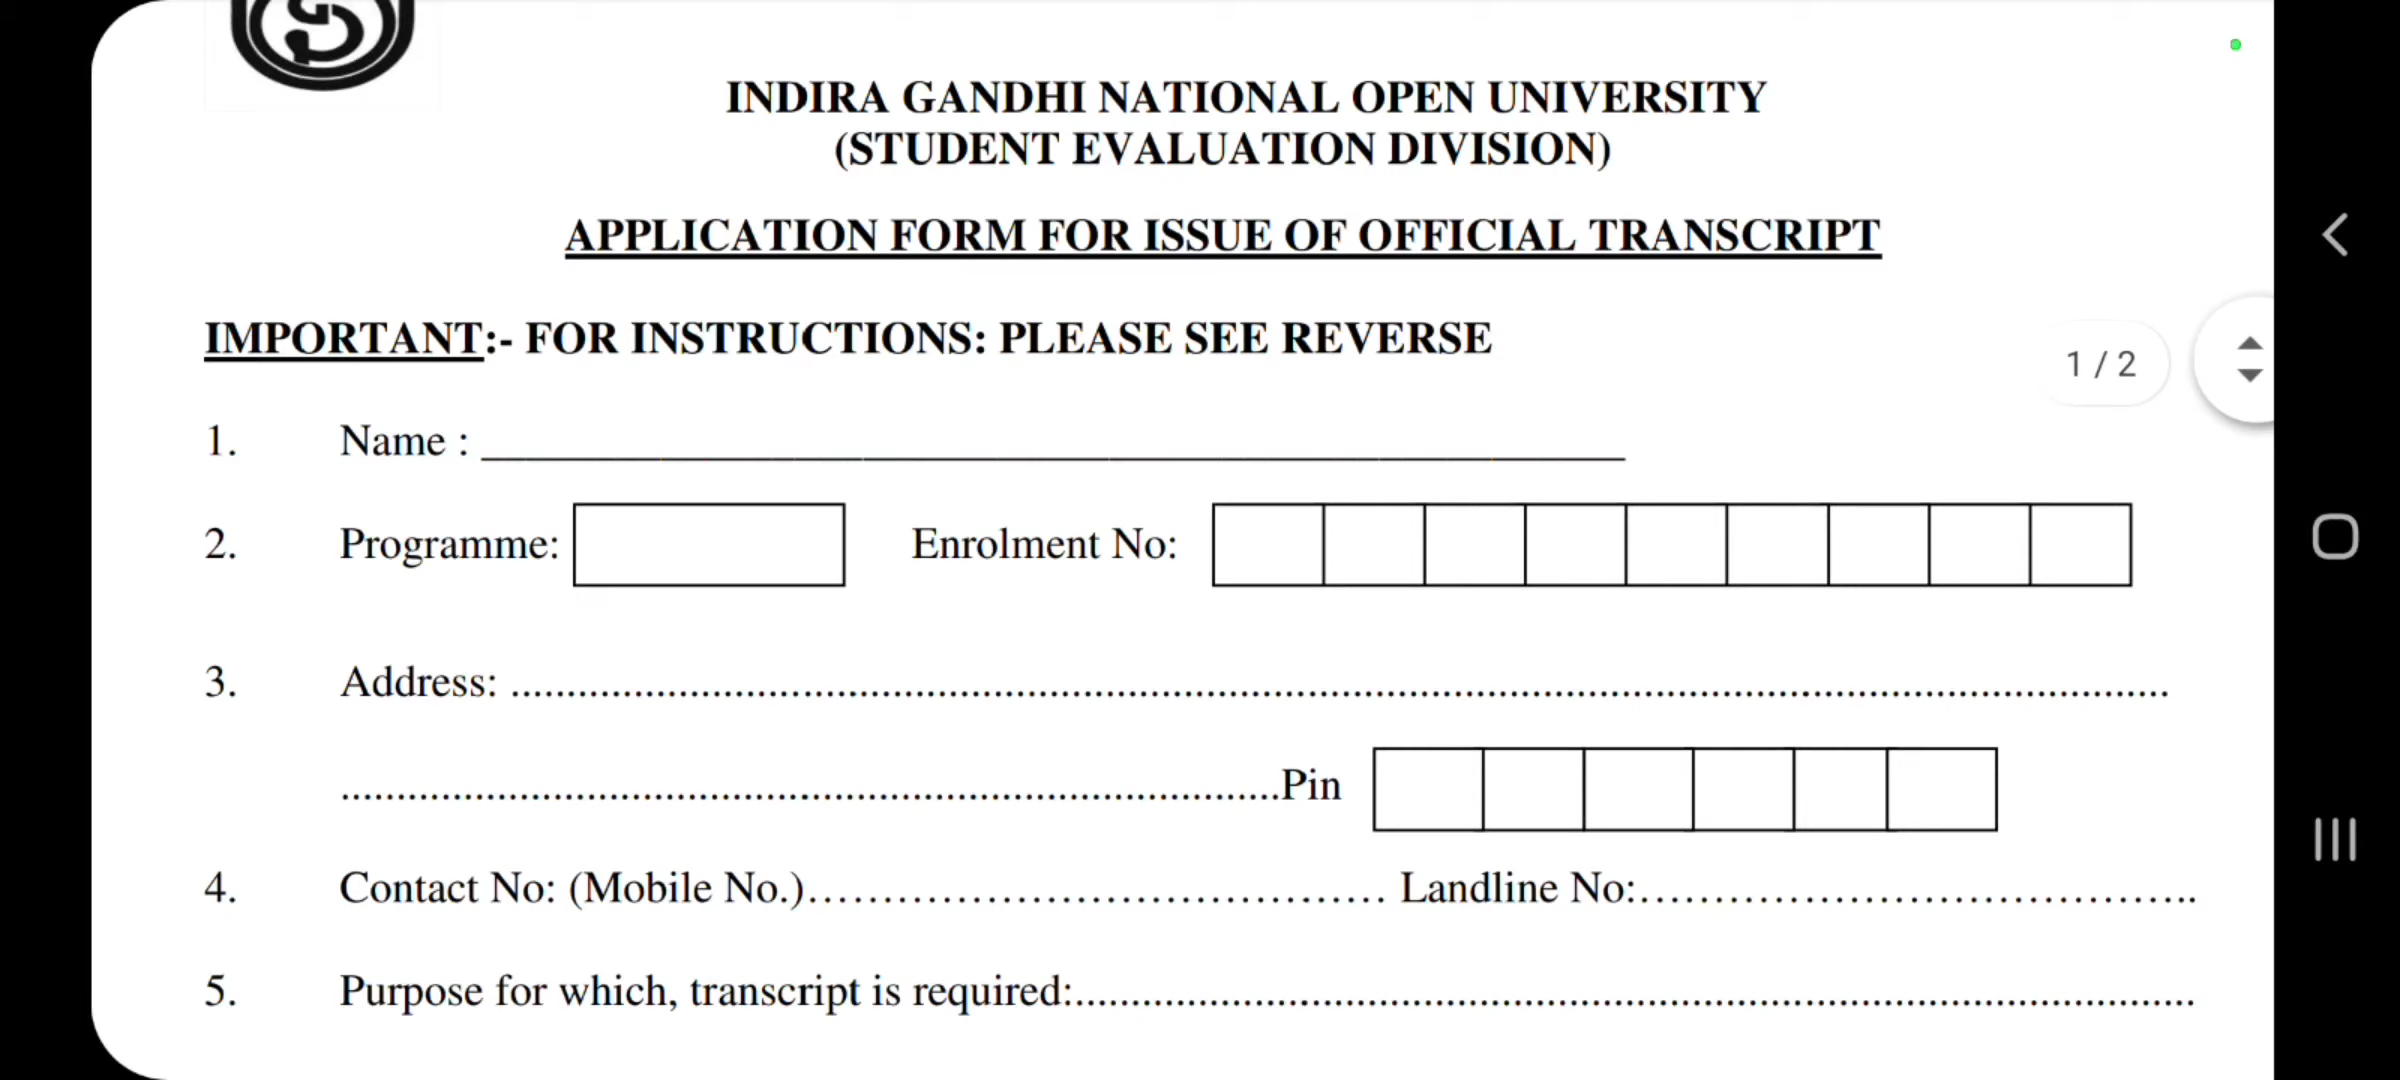 INDIRA GANDHI NATIONAL OPEN UNIVERSITY
(STUDENT EVALUATION DIVISION)
APPLICATION FORM FOR ISSUE OF OFFICIAL TRANSCRIPT
IMPORTANT:- FOR INSTRUCTIONS: PLEASE SEE REVERSE
1 / 2
1. Name : ____________________________________________________
2. Programme: Enrolment No:
3. Address: ........................................................................................................................
....................................................................................Pin
4. Contact No: (Mobile No.)………………………………… Landline No:………………………………..
5. Purpose for which, transcript is required:....................................................................................................